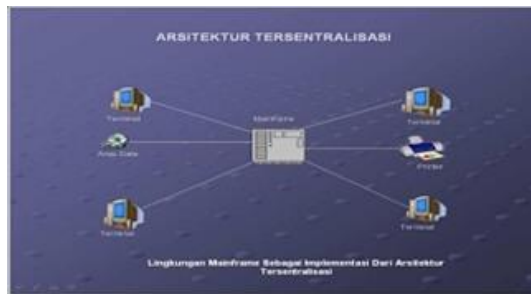 ARSITEKTUR TERSENTRALISASI
Terminal
Mainframe
Terminal
Arsip Data
Printer
Terminal
Terminal
Lingkungan Mainframe Sebagai Implementasi Dari Arsitektur
Tersentralisasi